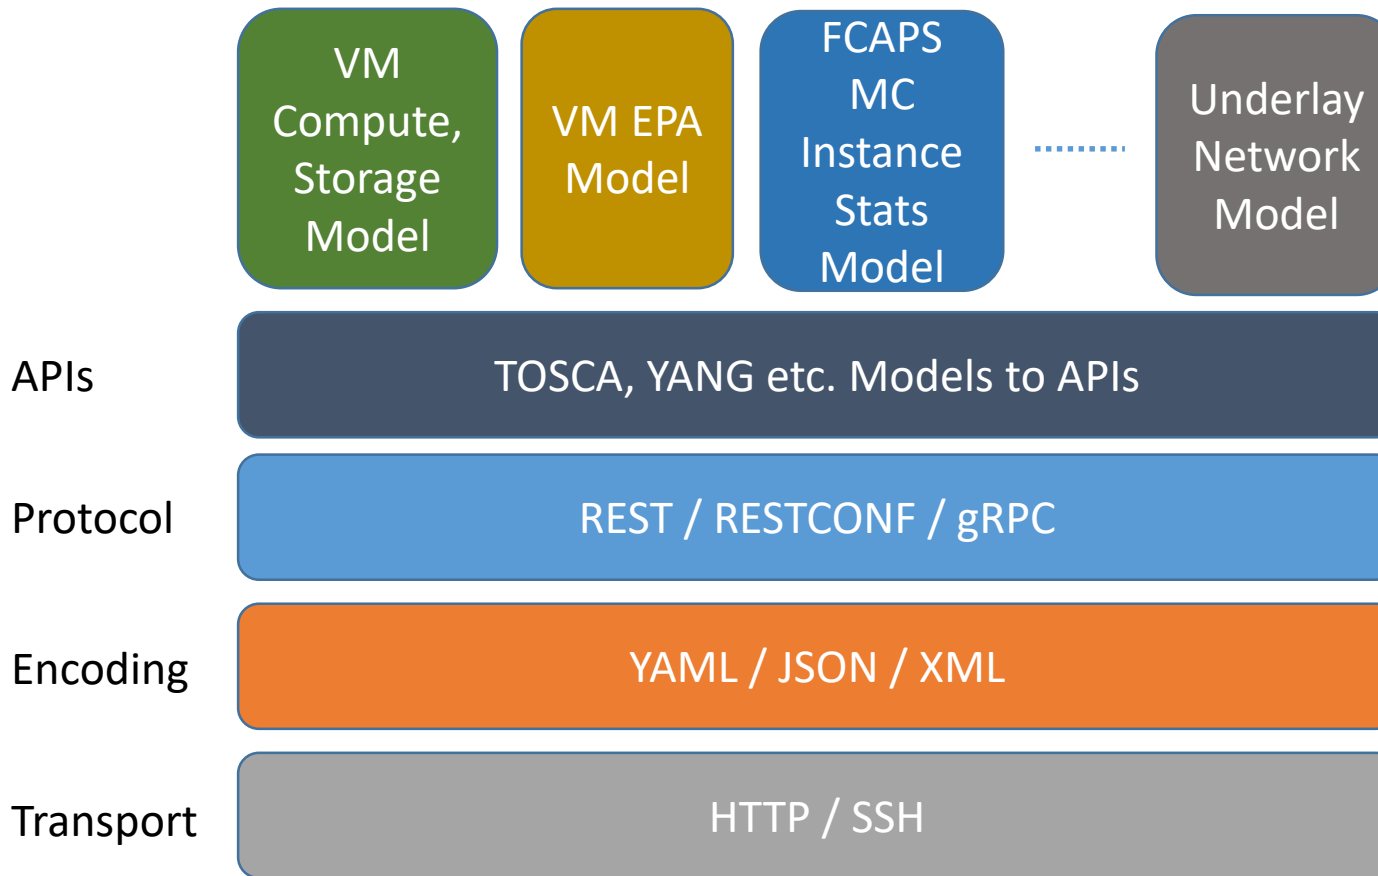 VM
Compute,
Storage
Model
VM EPA
Model
FCAPS
MC
Instance
Stats
Model
Underlay
Network
Model
APIs
TOSCA, YANG etc. Models to APIs
Protocol
REST / RESTCONF / gRPC
Encoding
YAML / JSON / XML
Transport
HTTP / SSH